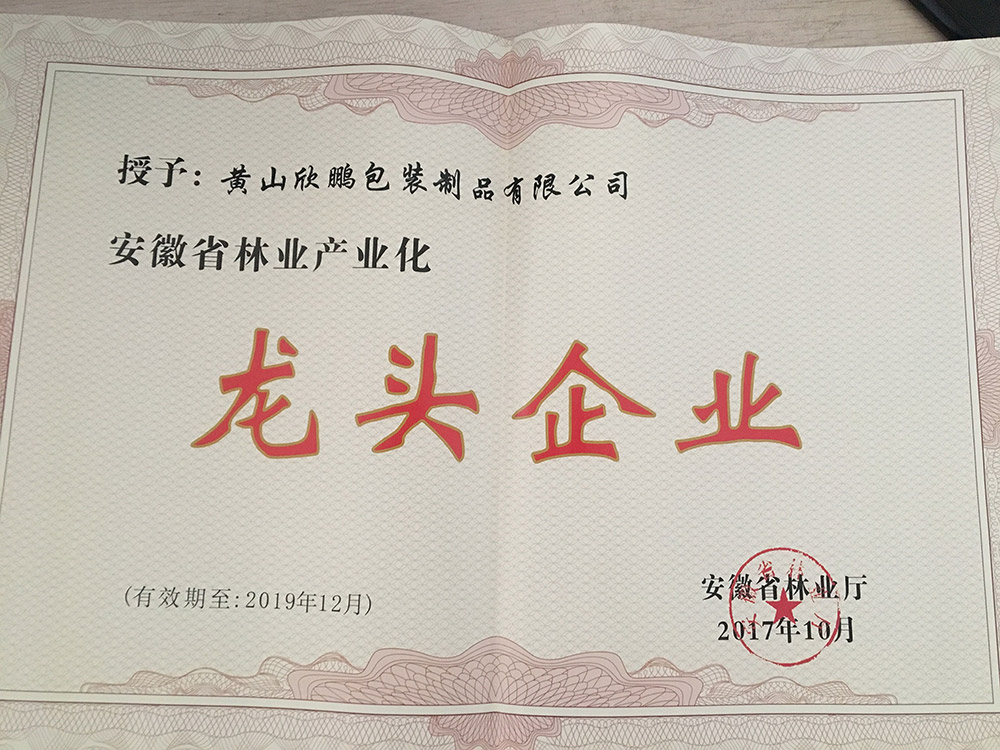 授予：黄山欣鹏包装制品有限公司
安徽省林业产业化
龙头企业
(有效期至:2019年12月)
安徽省林业厅
2017年10月